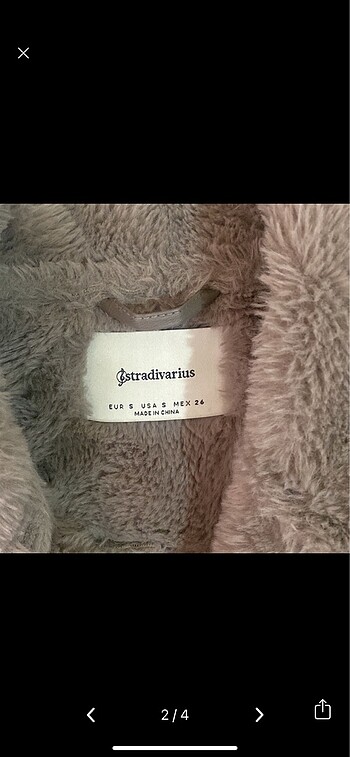 stradivarius
EUR S USA S MEX 26
MADE IN CHINA
2/4